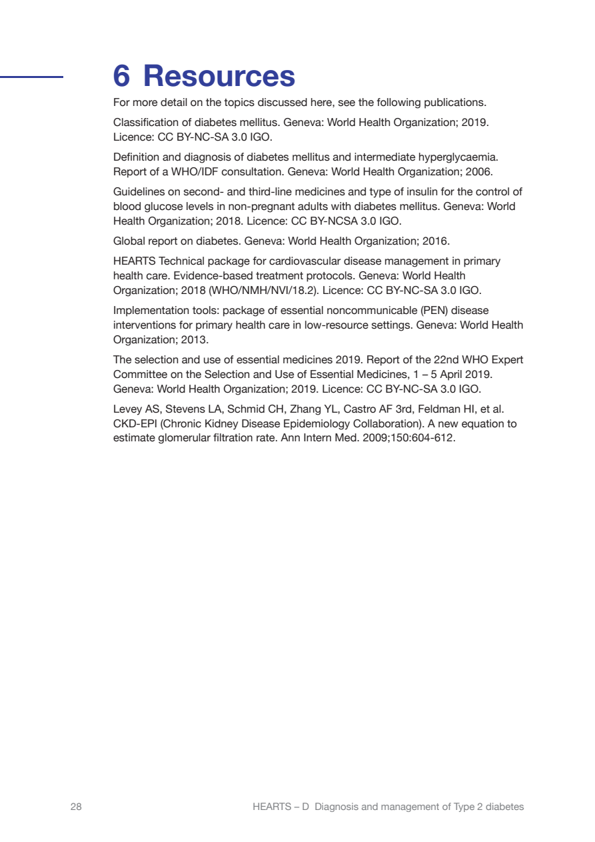 6 Resources
For more detail on the topics discussed here, see the following publications.
Classification of diabetes mellitus. Geneva: World Health Organization; 2019.
Licence: CC BY-NC-SA 3.0 IGO.
Definition and diagnosis of diabetes mellitus and intermediate hyperglycaemia.
Report of a WHO/IDF consultation. Geneva: World Health Organization; 2006.
Guidelines on second- and third-line medicines and type of insulin for the control of
blood glucose levels in non-pregnant adults with diabetes mellitus. Geneva: World
Health Organization; 2018. Licence: CC BY-NCSA 3.0 IGO.
Global report on diabetes. Geneva: World Health Organization; 2016.
HEARTS Technical package for cardiovascular disease management in primary
health care. Evidence-based treatment protocols. Geneva: World Health
Organization; 2018 (WHO/NMH/NVI/18.2). Licence: CC BY-NC-SA 3.0 IGO.
Implementation tools: package of essential noncommunicable (PEN) disease
interventions for primary health care in low-resource settings. Geneva: World Health
Organization; 2013.
The selection and use of essential medicines 2019. Report of the 22nd WHO Expert
Committee on the Selection and Use of Essential Medicines, 1 – 5 April 2019.
Geneva: World Health Organization; 2019. Licence: CC BY-NC-SA 3.0 IGO.
Levey AS, Stevens LA, Schmid CH, Zhang YL, Castro AF 3rd, Feldman HI, et al.
CKD-EPI (Chronic Kidney Disease Epidemiology Collaboration). A new equation to
estimate glomerular filtration rate. Ann Intern Med. 2009;150:604-612.
28
HEARTS – D Diagnosis and management of Type 2 diabetes